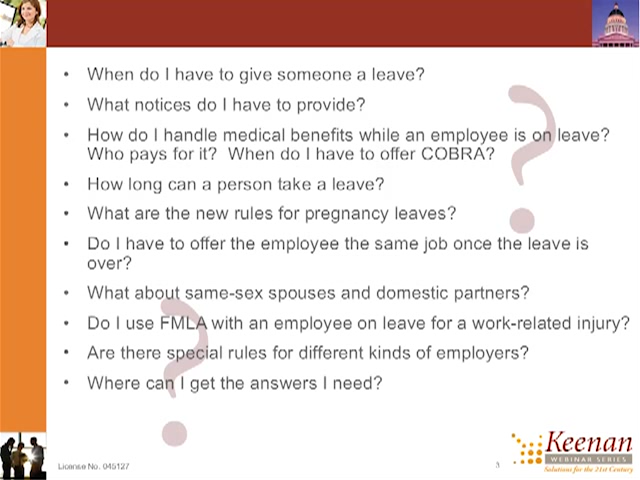 • When do I have to give someone a leave?
• What notices do I have to provide?
• How do I handle medical benefits while an employee is on leave?
Who pays for it?  When do I have to offer COBRA?
• How long can a person take a leave?
• What are the new rules for pregnancy leaves?
• Do I have to offer the employee the same job once the leave is
over?
• What about same-sex spouses and domestic partners?
• Do I use FMLA with an employee on leave for a work-related injury?
• Are there special rules for different kinds of employers?
• Where can I get the answers I need?
?
?
License No. 045127
3
Keenan
WEBINAR SERIES
Solutions for the 21st Century